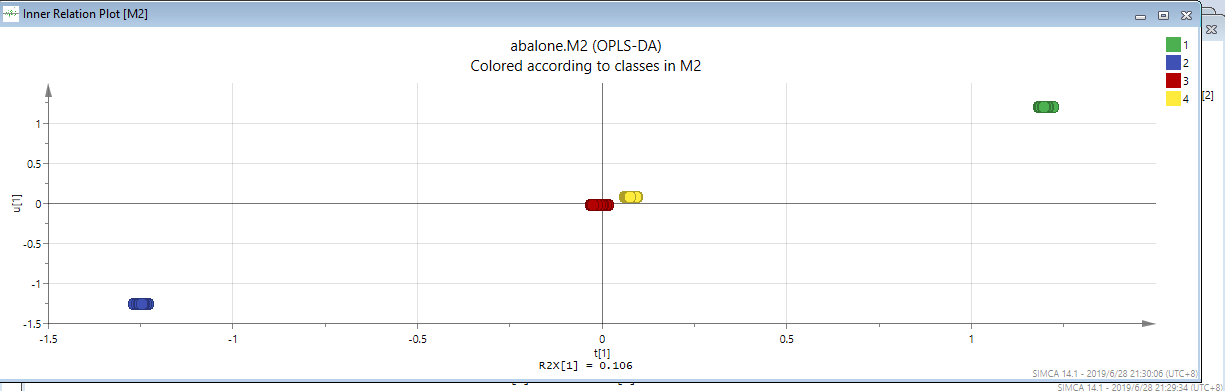 Inner Relation Plot [M2]
abalone.M2 (OPLS-DA)
Colored according to classes in M2
1
2
3
4
[2]
1
0.5
0
-0.5
-1
-1.5
u[1]
-1.5
-1
-0.5
0
0.5
1
t[1]
R2X[1] = 0.106
SIMCA 14.1 - 2019/6/28 21:30:06 (UTC+8)
SIMCA 14.1 - 2019/6/28 21:29:34 (UTC+8)